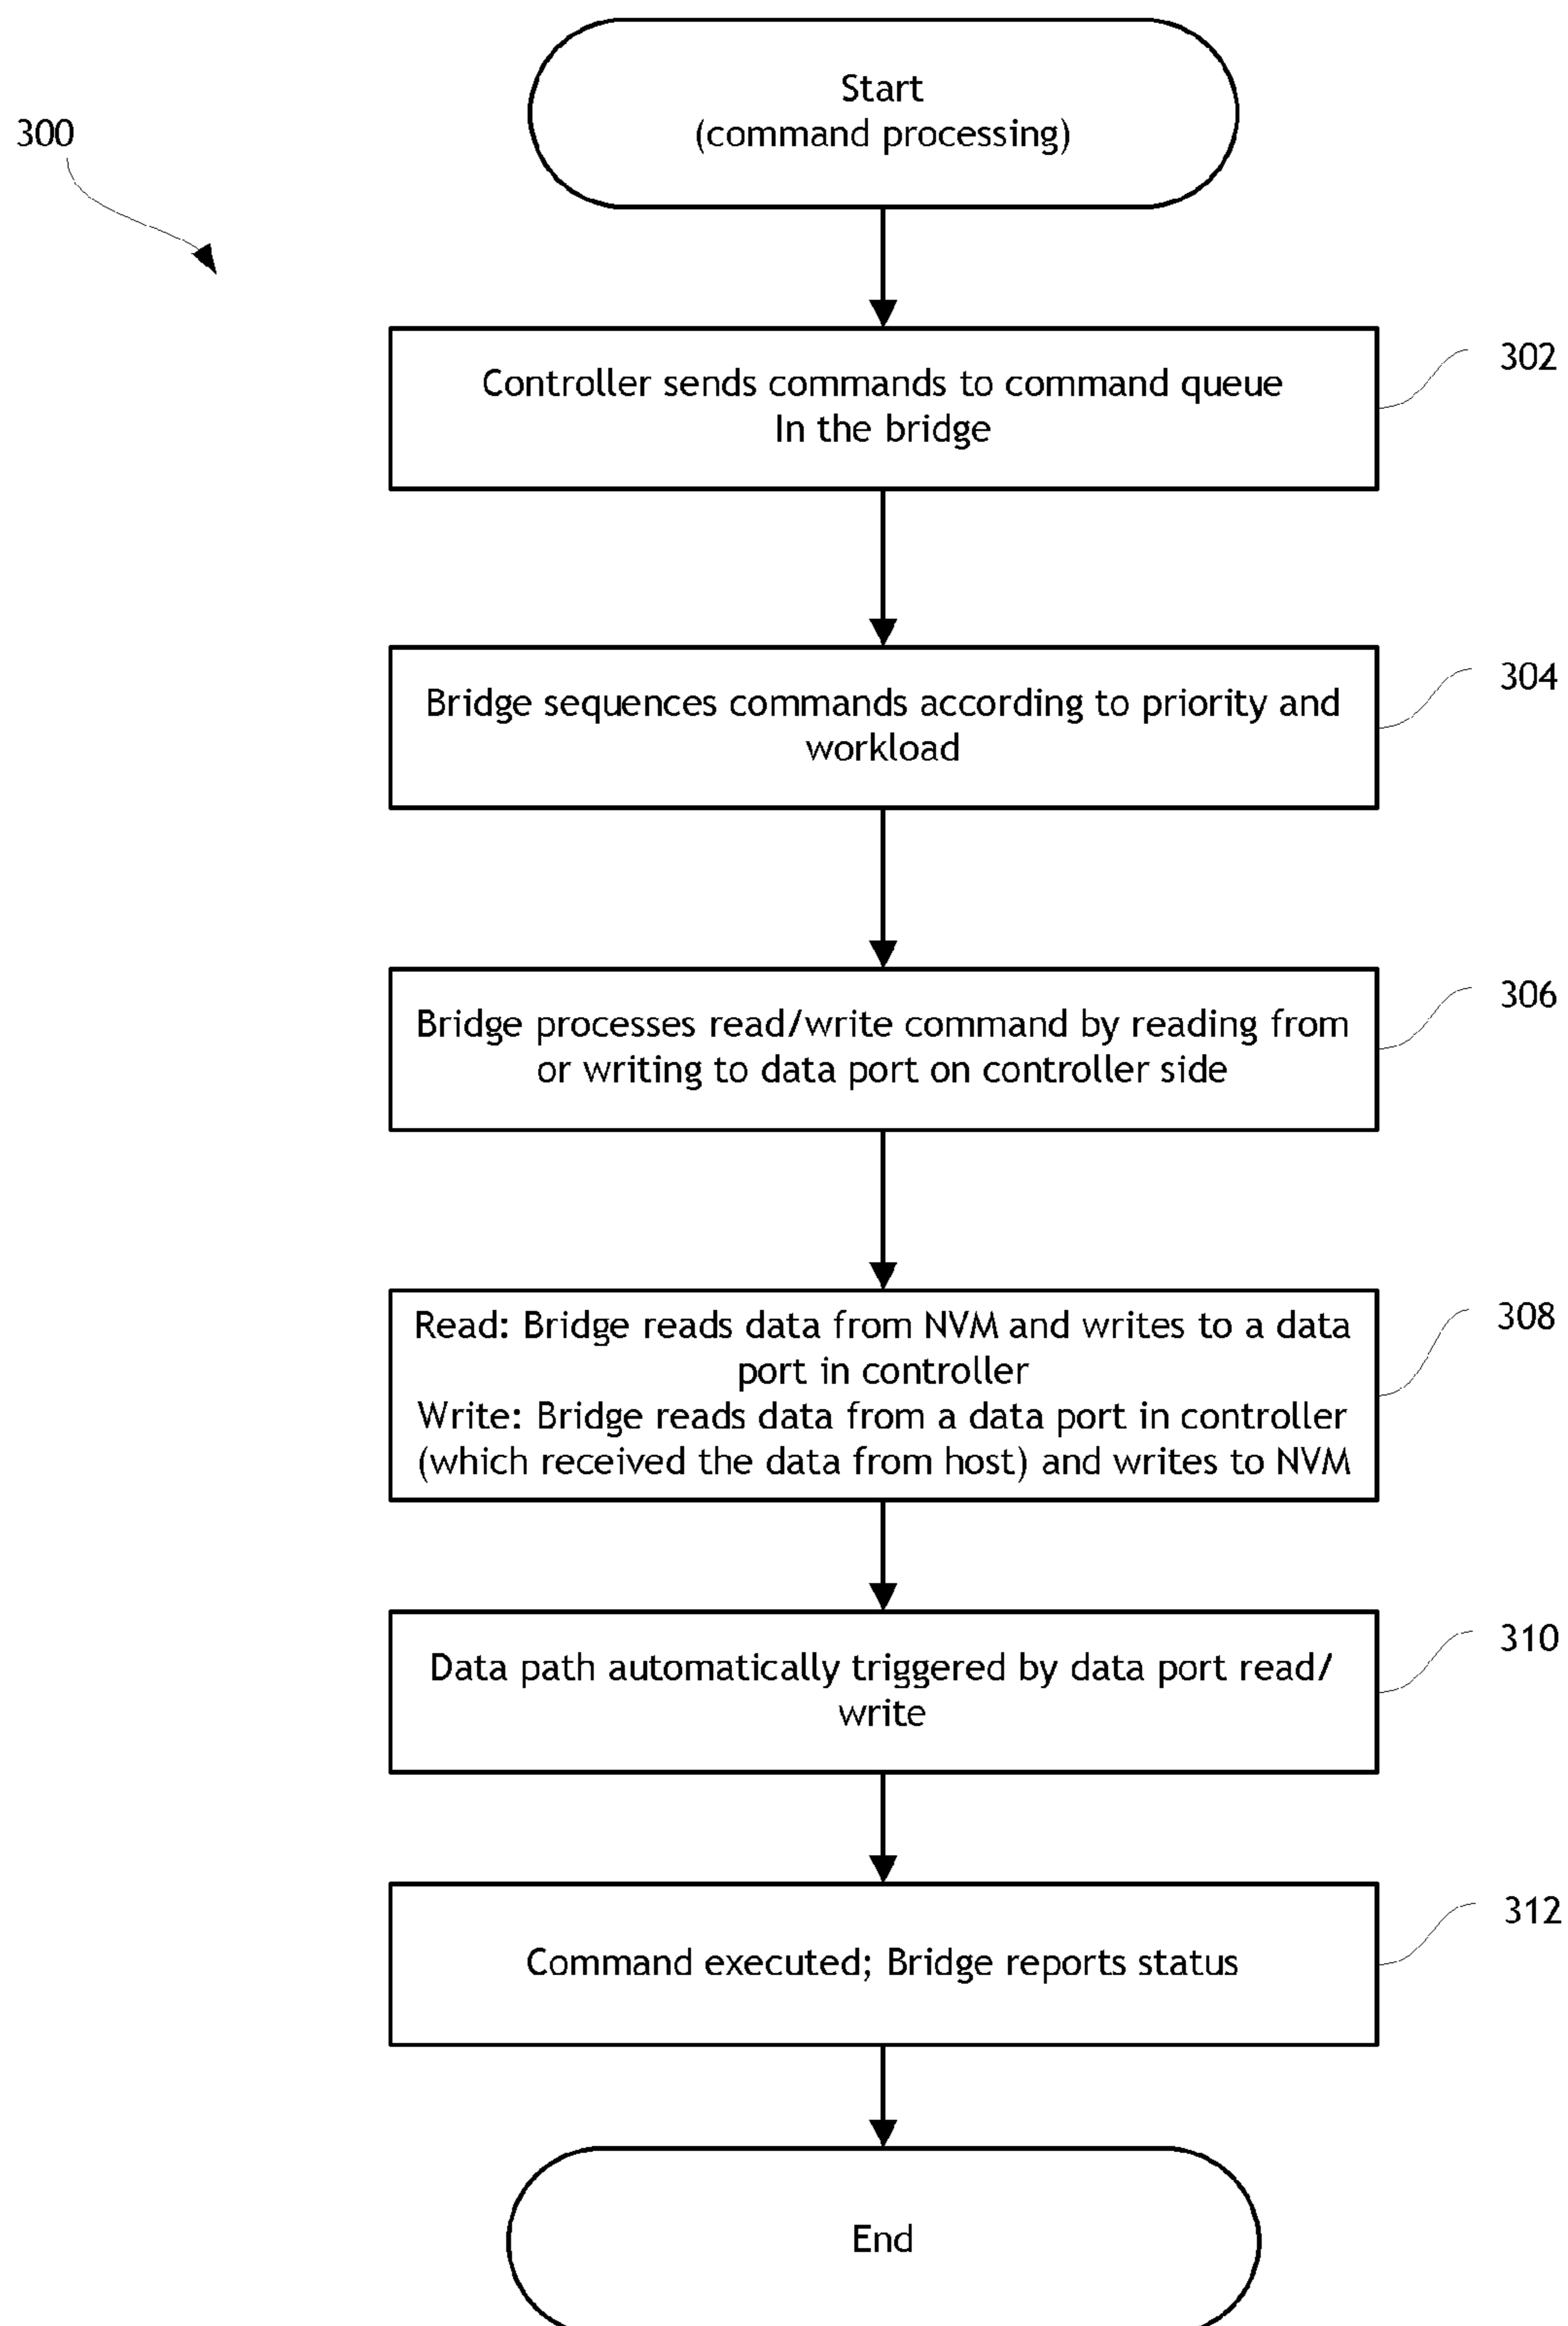 Start
(command processing)
300
Controller sends commands to command queue
In the bridge
302
Bridge sequences commands according to priority and
workload
304
Bridge processes read/write command by reading from
or writing to data port on controller side
306
Read: Bridge reads data from NVM and writes to a data
port in controller
Write: Bridge reads data from a data port in controller
(which received the data from host) and writes to NVM
308
Data path automatically triggered by data port read/
write
310
Command executed; Bridge reports status
312
End